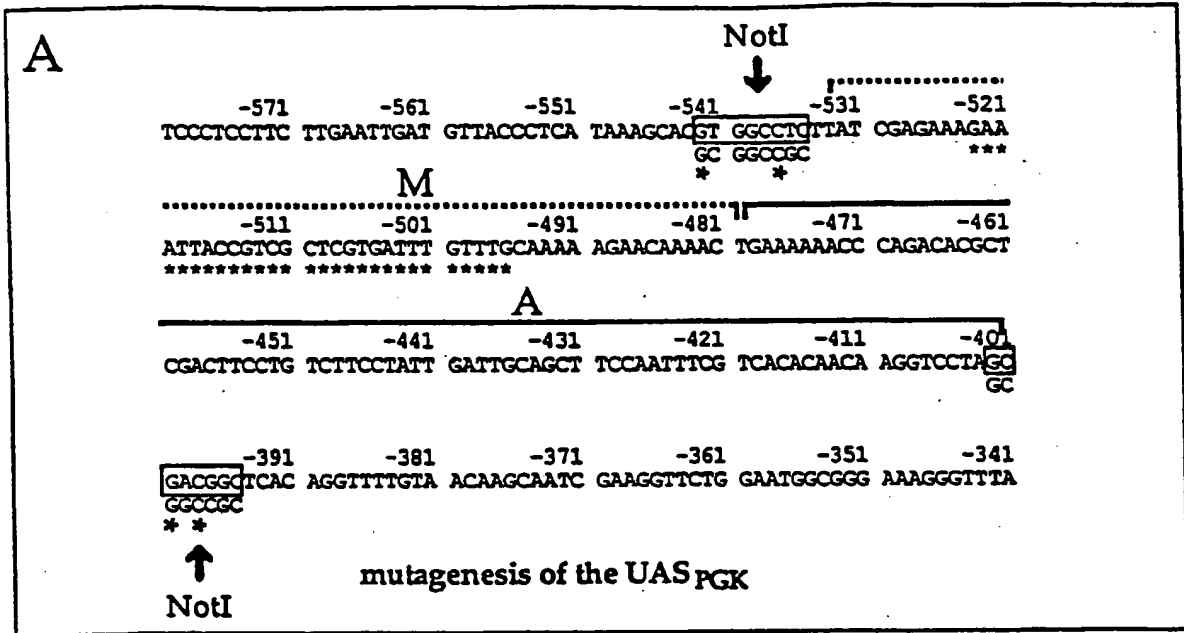 A
NotI
-571 -561 -551 -541 -531 -521
TCCCTCCTTC TTGAATTGAT GTTACCCTCA TAAAGCACGT GGCCTCTTAT CGAGAAAGAA
GC GGCCGC
* * ***
M
-511 -501 -491 -481 -471 -461
ATTACCGTCG CTCGTGATTT GTTTGCAAAA AGAACAAAAC TGAAAAAACC CAGACACGCT
********** ********** *****
A
-451 -441 -431 -421 -411 -401
CGACTTCCTG TCTTCCTATT GATTGCAGCT TCCAATTTCG TCACACAACA AGGTCCTAGC
GC
-391 -381 -371 -361 -351 -341
GACGGCTCAC AGGTTTTGTA ACAAGCAATC GAAGGTTCTG GAATGGCGGG AAAGGGTTTA
GGCCGC
* *
mutagenesis of the UAS PGK
NotI